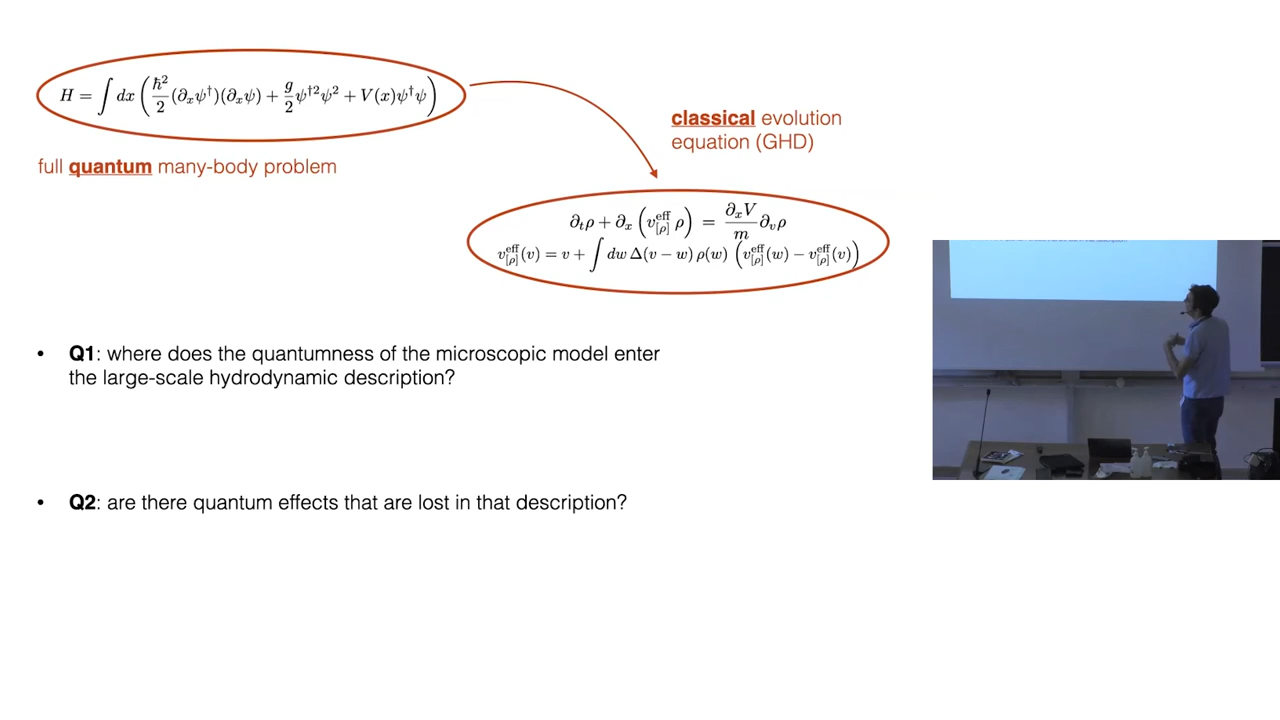 H = ∫ dx ( ℏ²/2 (∂ₓψ†)(∂ₓψ) + g/2 ψ†²ψ² + V(x)ψ†ψ )
full quantum many-body problem
classical evolution
equation (GHD)
∂ₜρ + ∂ₓ ( v^eff_[ρ] ρ ) = ∂ₓV/m ∂ᵥρ
v^eff_[ρ](v) = v + ∫ dw Δ(v − w) ρ(w) ( v^eff_[ρ](w) − v^eff_[ρ](v) )
• Q1: where does the quantumness of the microscopic model enter
the large-scale hydrodynamic description?
• Q2: are there quantum effects that are lost in that description?